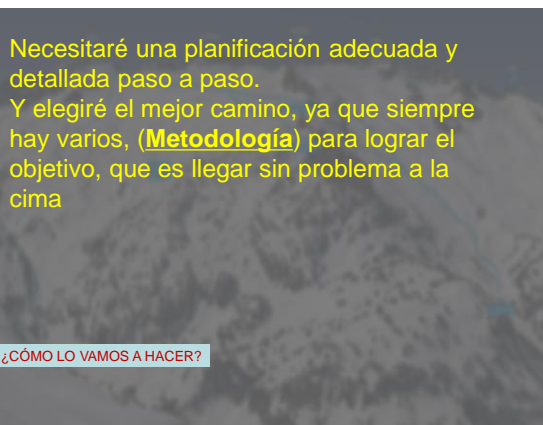 Necesitaré una planificación adecuada y
detallada paso a paso.
Y elegiré el mejor camino, ya que siempre
hay varios, (Metodología) para lograr el
objetivo, que es llegar sin problema a la
cima
¿CÓMO LO VAMOS A HACER?